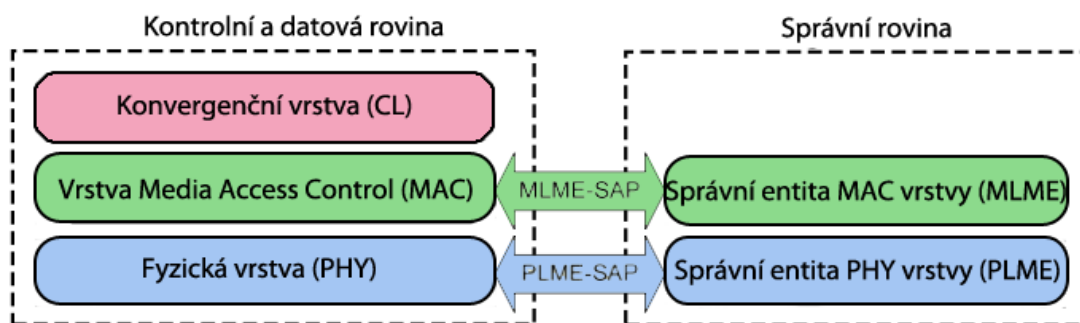 Kontrolní a datová rovina
Správní rovina
Konvergenční vrstva (CL)
Vrstva Media Access Control (MAC)
MLME-SAP
Správní entita MAC vrstvy (MLME)
Fyzická vrstva (PHY)
PLME-SAP
Správní entita PHY vrstvy (PLME)